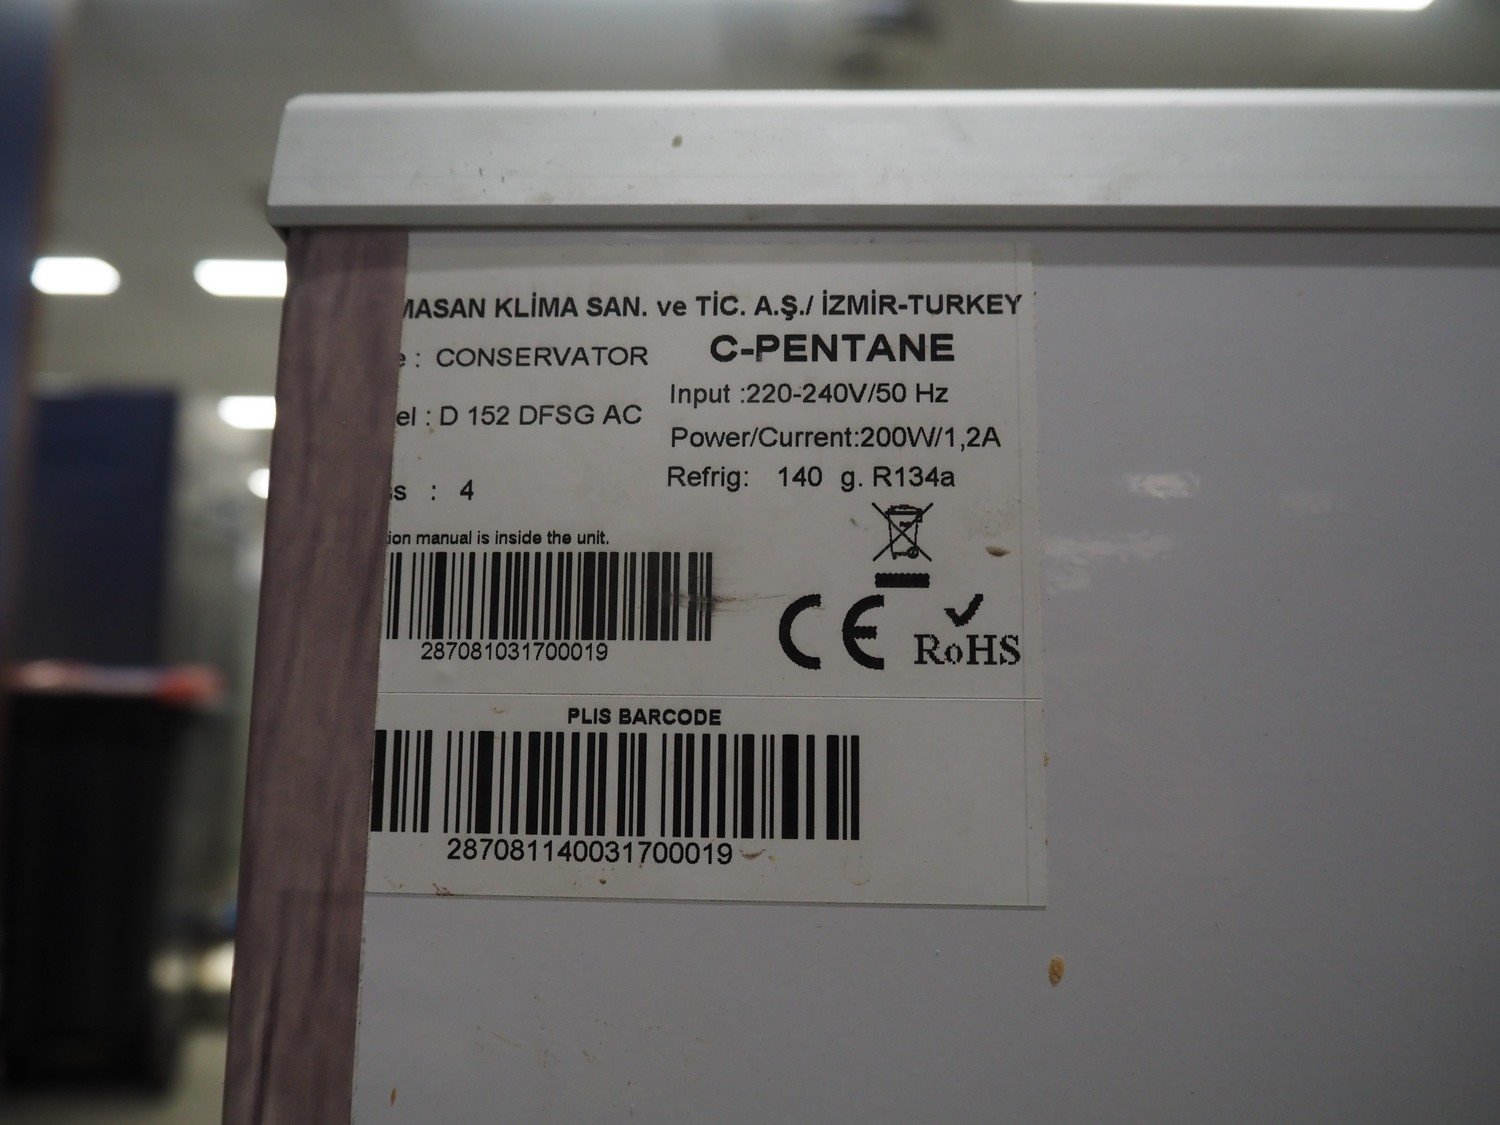 MASAN KLİMA SAN. ve TİC. A.Ş./ İZMİR-TURKEY
e : CONSERVATOR
C-PENTANE
Input :220-240V/50 Hz
el : D 152 DFSG AC
Power/Current:200W/1,2A
Refrig: 140 g. R134a
ss : 4
tion manual is inside the unit.
287081031700019
CE
RoHS
PLIS BARCODE
287081140031700019